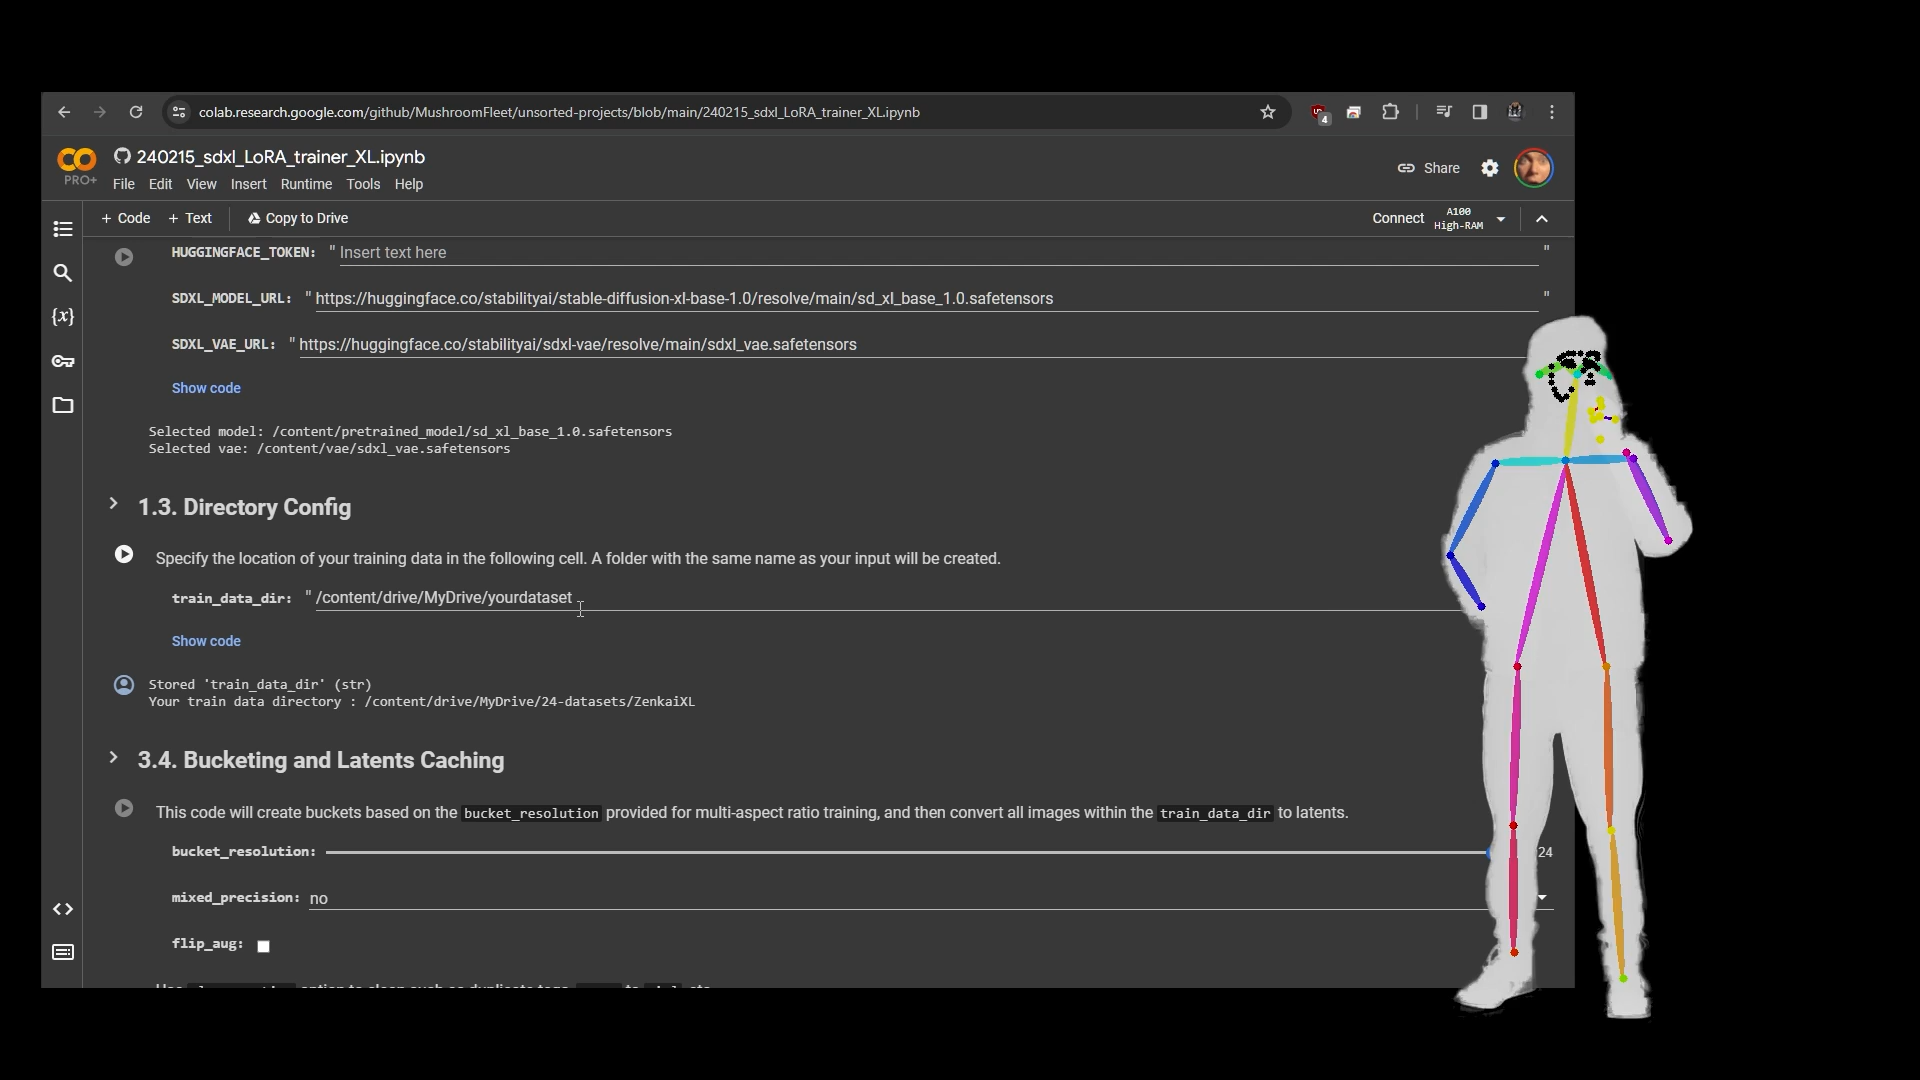 colab.research.google.com/github/MushroomFleet/unsorted-projects/blob/main/240215_sdxl_LoRA_trainer_XL.ipynb
4
PRO+
240215_sdxl_LoRA_trainer_XL.ipynb
File Edit View Insert Runtime Tools Help
Share
+ Code + Text Copy to Drive
Connect A100 High-RAM
HUGGINGFACE_TOKEN: " Insert text here "
SDXL_MODEL_URL: " https://huggingface.co/stabilityai/stable-diffusion-xl-base-1.0/resolve/main/sd_xl_base_1.0.safetensors "
SDXL_VAE_URL: " https://huggingface.co/stabilityai/sdxl-vae/resolve/main/sdxl_vae.safetensors
Show code
Selected model: /content/pretrained_model/sd_xl_base_1.0.safetensors
Selected vae: /content/vae/sdxl_vae.safetensors
1.3. Directory Config
Specify the location of your training data in the following cell. A folder with the same name as your input will be created.
train_data_dir: " /content/drive/MyDrive/yourdataset
Show code
Stored 'train_data_dir' (str)
Your train data directory : /content/drive/MyDrive/24-datasets/ZenkaiXL
3.4. Bucketing and Latents Caching
This code will create buckets based on the bucket_resolution provided for multi-aspect ratio training, and then convert all images within the train_data_dir to latents.
bucket_resolution: 24
mixed_precision: no
flip_aug: